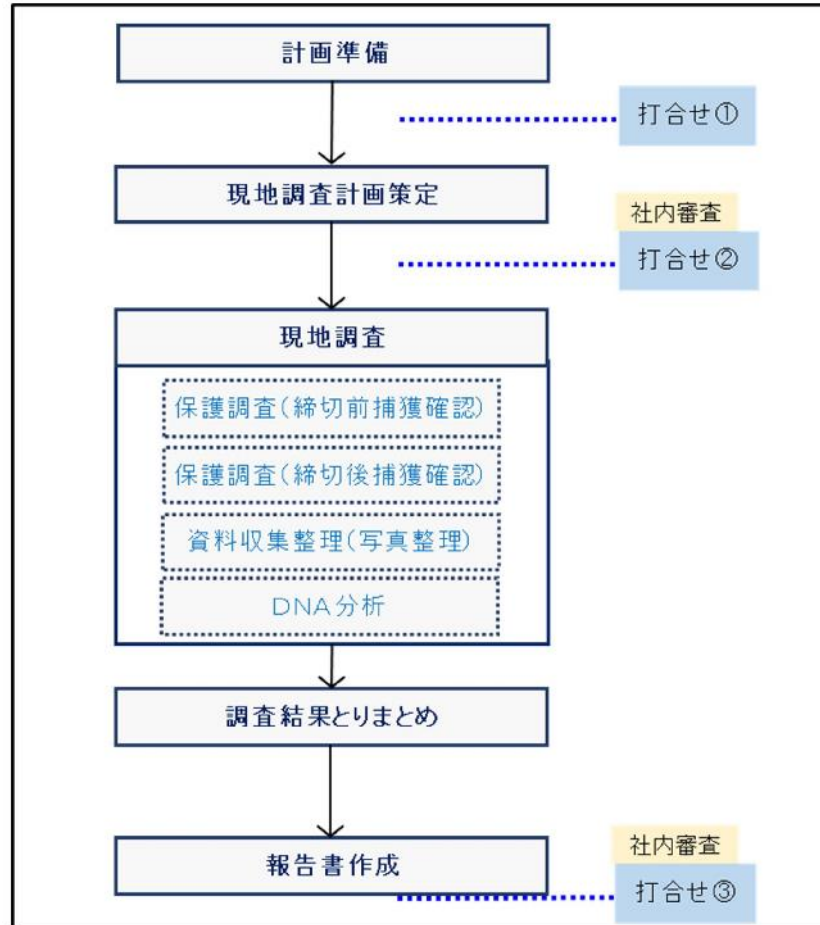 計画準備
打合せ①
現地調査計画策定
社内審査
打合せ②
現地調査
保護調査(締切前捕獲確認)
保護調査(締切後捕獲確認)
資料収集整理(写真整理)
DNA分析
調査結果とりまとめ
社内審査
報告書作成
打合せ③